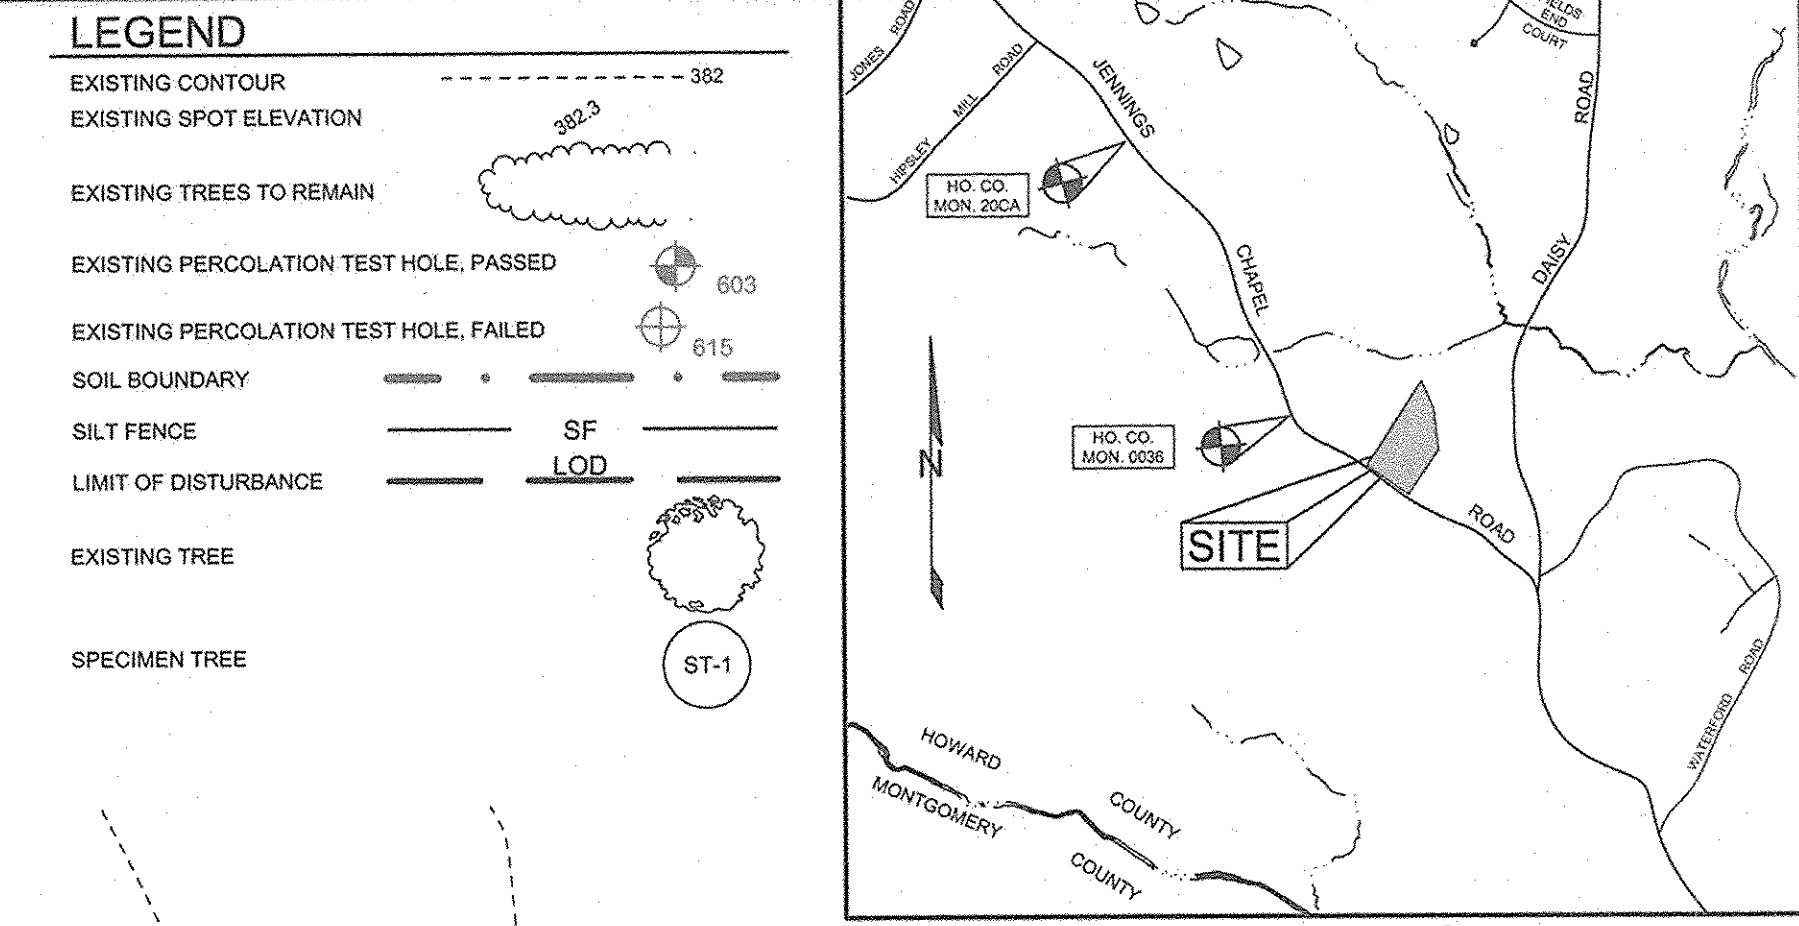 LEGEND
EXISTING CONTOUR
382
EXISTING SPOT ELEVATION
382.3
EXISTING TREES TO REMAIN
EXISTING PERCOLATION TEST HOLE, PASSED
603
EXISTING PERCOLATION TEST HOLE, FAILED
615
SOIL BOUNDARY
SILT FENCE
SF
LIMIT OF DISTURBANCE
LOD
EXISTING TREE
SPECIMEN TREE
ST-1
JONES ROAD
HIPSLEY MILL ROAD
JENNINGS
CHAPEL
ROAD
END
COURT
ROAD
DAISY
HO. CO.
MON. 20CA
HO. CO.
MON. 0036
N
SITE
WATERFORD ROAD
HOWARD
COUNTY
MONTGOMERY
COUNTY